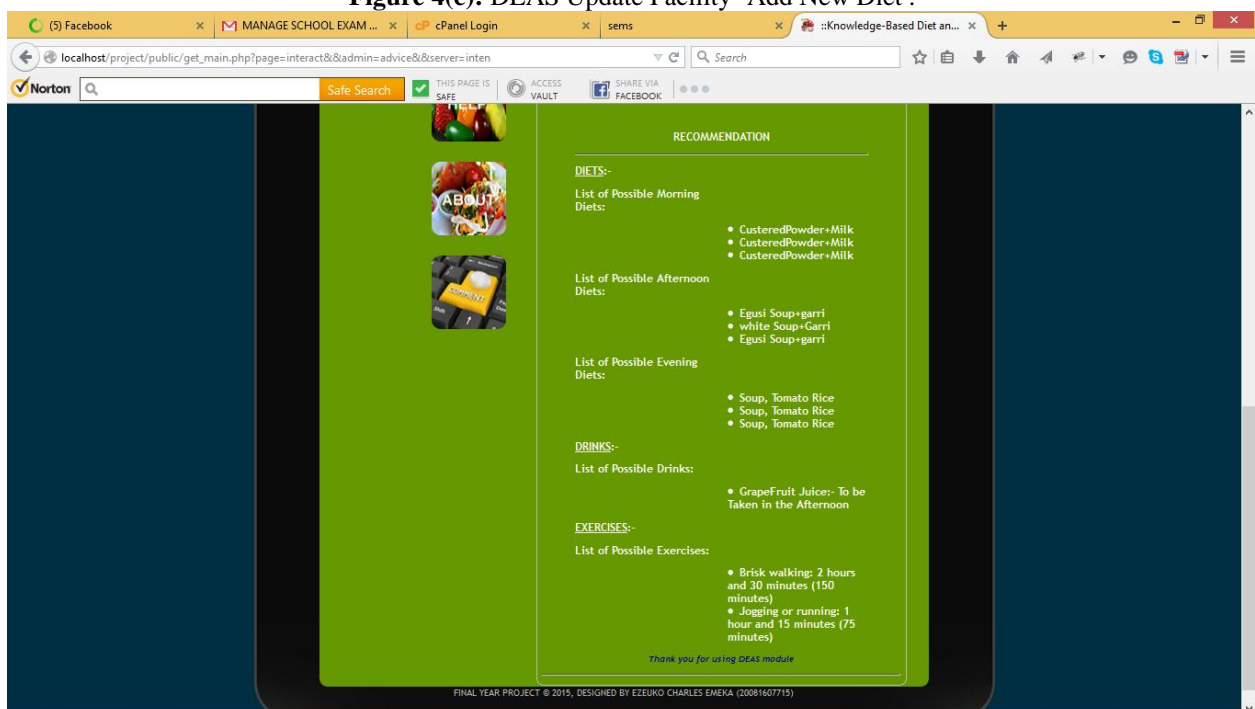 Figure 4(e): DEAS Update Facility "Add New Diet".
(5) Facebook × MANAGE SCHOOL EXAM ... × cPanel Login × sems × ::Knowledge-Based Diet an... × +
localhost/project/public/get_main.php?page=interact&&admin=advice&&server=inten
Search
Norton
Safe Search
THIS PAGE IS
SAFE
ACCESS
VAULT
SHARE VIA
FACEBOOK
HELP
ABOUT
COMMENT
Shift
RECOMMENDATION
DIETS:-
List of Possible Morning
Diets:
• CusteredPowder+Milk
• CusteredPowder+Milk
• CusteredPowder+Milk
List of Possible Afternoon
Diets:
• Egusi Soup+garri
• white Soup+Garri
• Egusi Soup+garri
List of Possible Evening
Diets:
• Soup, Tomato Rice
• Soup, Tomato Rice
• Soup, Tomato Rice
DRINKS:-
List of Possible Drinks:
• GrapeFruit Juice:- To be
Taken in the Afternoon
EXERCISES:-
List of Possible Exercises:
• Brisk walking: 2 hours
and 30 minutes (150
minutes)
• Jogging or running: 1
hour and 15 minutes (75
minutes)
Thank you for using DEAS module
FINAL YEAR PROJECT © 2015, DESIGNED BY EZEUKO CHARLES EMEKA (20081607715)